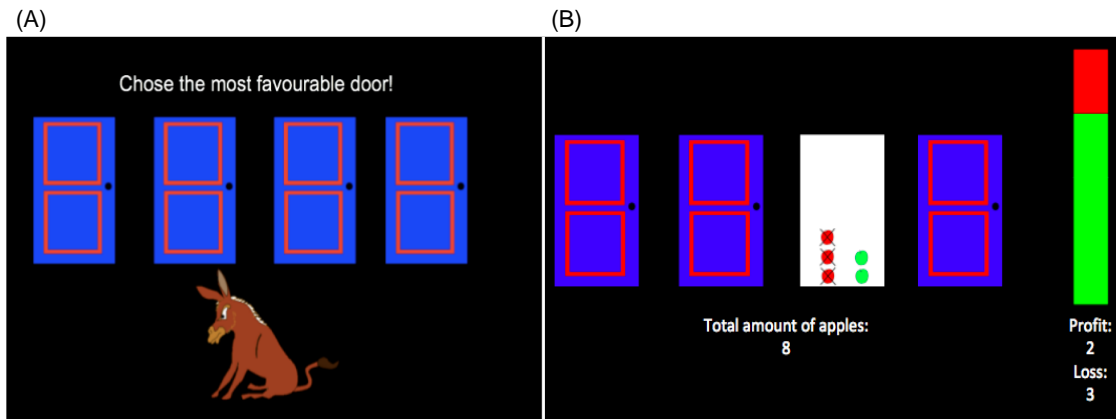 (A)
Chose the most favourable door!
(B)
Total amount of apples:
8
Profit:
2
Loss:
3